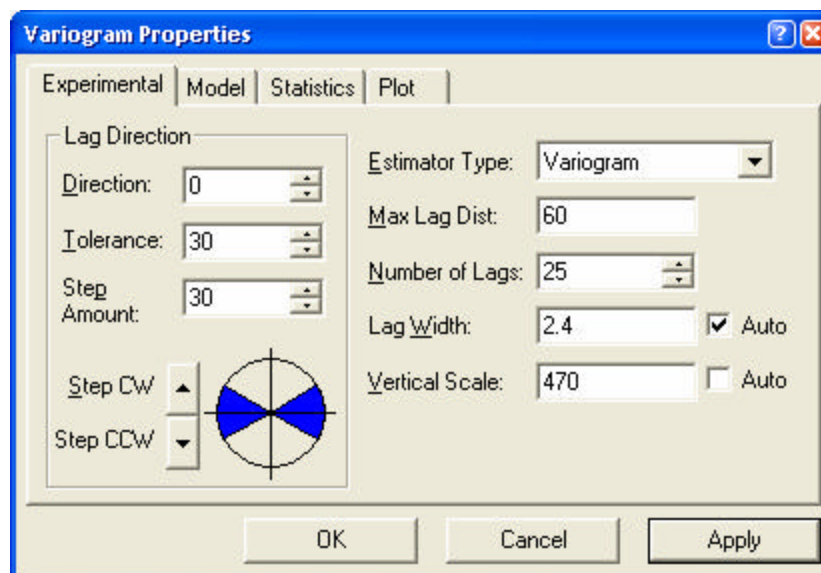 Variogram Properties
Experimental Model Statistics Plot
Lag Direction
Direction: 0
Tolerance: 30
Step Amount: 30
Step CW
Step CCW
Estimator Type: Variogram
Max Lag Dist: 60
Number of Lags: 25
Lag Width: 2.4 Auto
Vertical Scale: 470 Auto
OK Cancel Apply